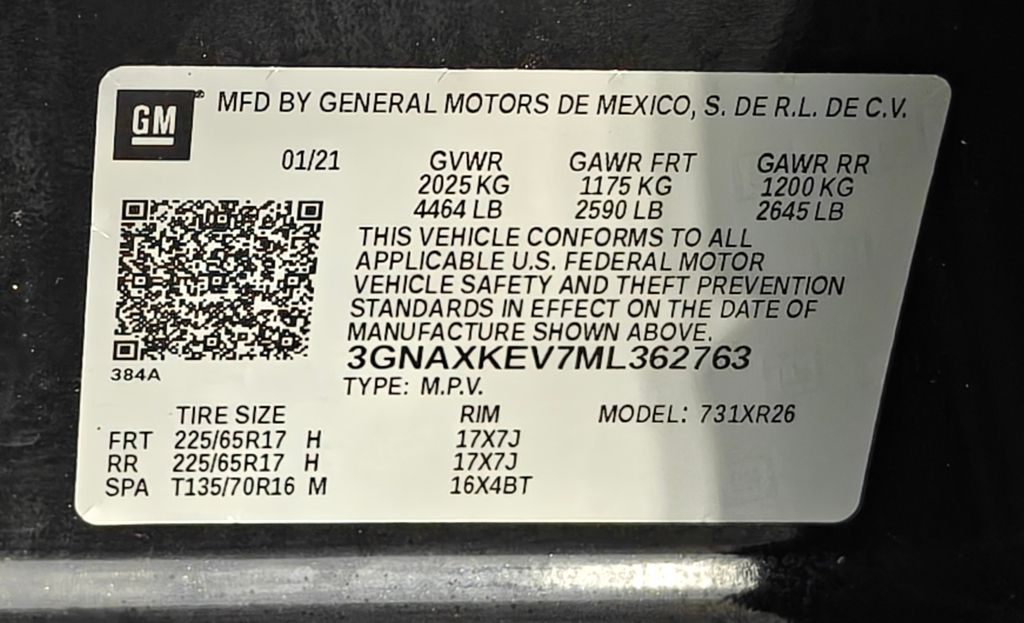 GM® MFD BY GENERAL MOTORS DE MEXICO, S. DE R.L. DE C.V.
01/21 GVWR GAWR FRT GAWR RR
2025 KG 1175 KG 1200 KG
4464 LB 2590 LB 2645 LB
THIS VEHICLE CONFORMS TO ALL
APPLICABLE U.S. FEDERAL MOTOR
VEHICLE SAFETY AND THEFT PREVENTION
STANDARDS IN EFFECT ON THE DATE OF
MANUFACTURE SHOWN ABOVE.
3GNAXKEV7ML362763
384A
TYPE: M.P.V.
TIRE SIZE RIM MODEL: 731XR26
FRT 225/65R17 H 17X7J
RR 225/65R17 H 17X7J
SPA T135/70R16 M 16X4BT